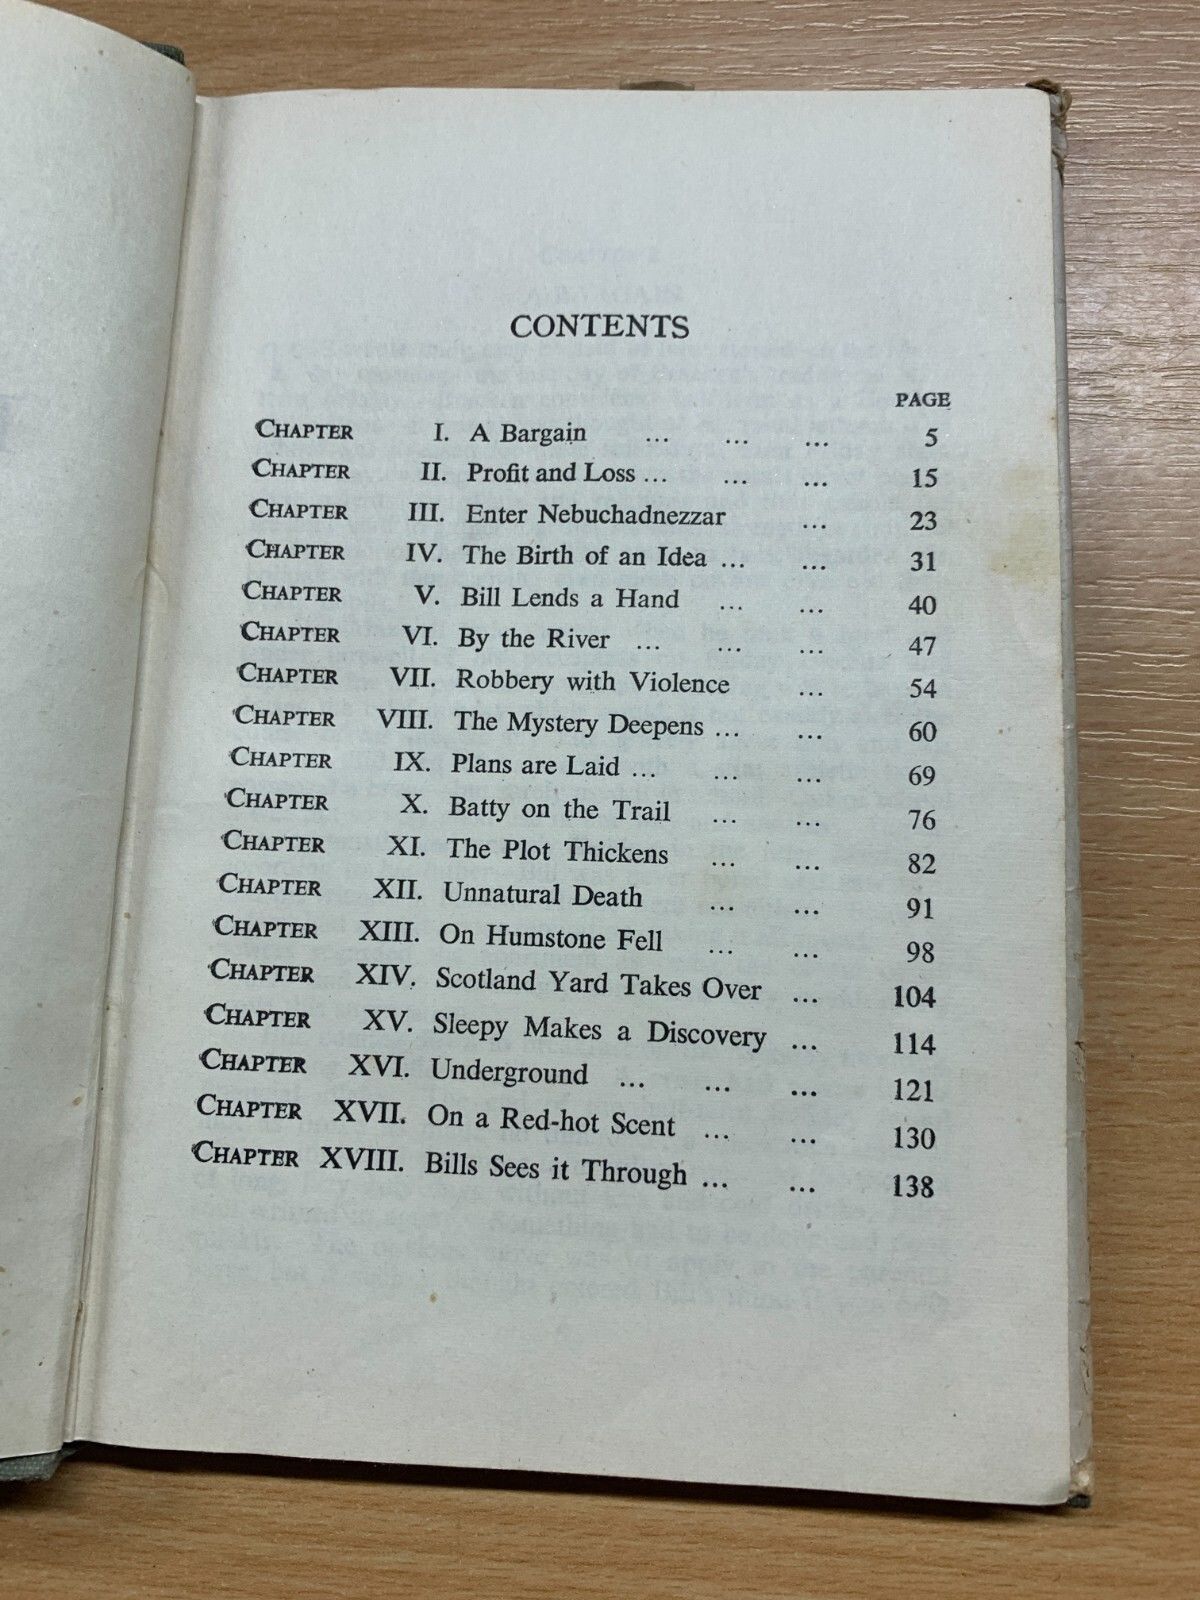 CONTENTS
PAGE
CHAPTER I. A Bargain ... ... ... 5
CHAPTER II. Profit and Loss ... ... ... 15
CHAPTER III. Enter Nebuchadnezzar ... 23
CHAPTER IV. The Birth of an Idea ... ... 31
CHAPTER V. Bill Lends a Hand ... ... 40
CHAPTER VI. By the River ... ... ... 47
CHAPTER VII. Robbery with Violence ... 54
CHAPTER VIII. The Mystery Deepens ... ... 60
CHAPTER IX. Plans are Laid ... ... ... 69
CHAPTER X. Batty on the Trail ... ... 76
CHAPTER XI. The Plot Thickens ... ... 82
CHAPTER XII. Unnatural Death ... ... 91
CHAPTER XIII. On Humstone Fell ... ... 98
CHAPTER XIV. Scotland Yard Takes Over ... 104
CHAPTER XV. Sleepy Makes a Discovery ... 114
CHAPTER XVI. Underground ... ... ... 121
CHAPTER XVII. On a Red-hot Scent ... ... 130
CHAPTER XVIII. Bills Sees it Through ... ... 138